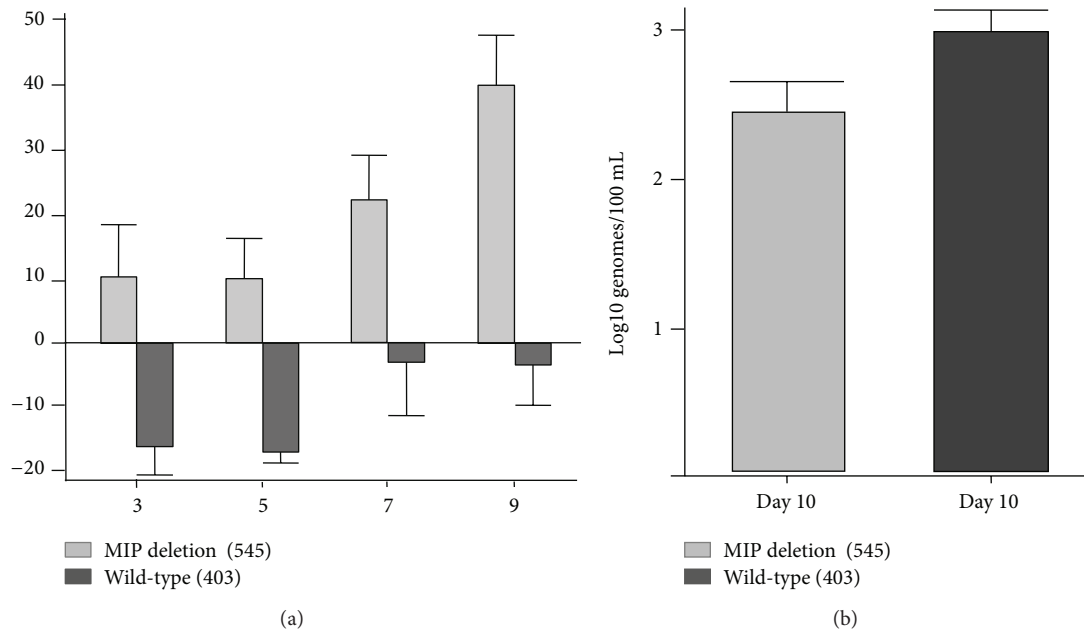 50
40
30
20
10
0
−10
−20
3 5 7 9
MIP deletion (545)
Wild-type (403)
(a)
Log10 genomes/100 mL
3
2
1
Day 10 Day 10
MIP deletion (545)
Wild-type (403)
(b)